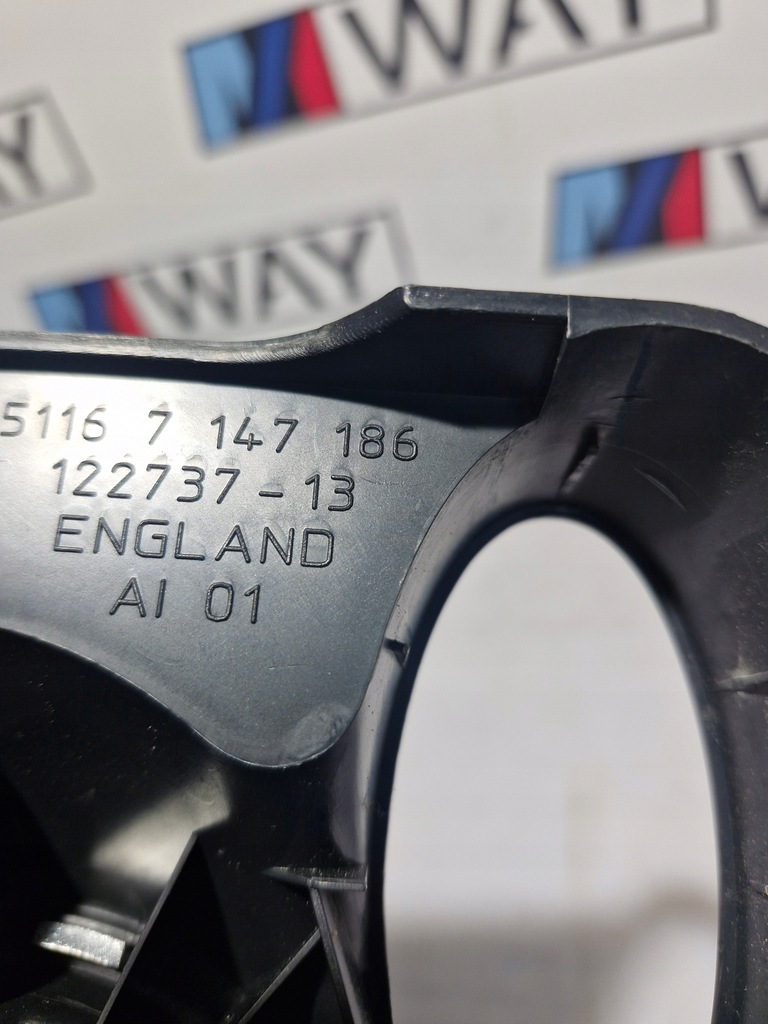 WAY
WAY
WAY
W
5116 7 147 186
122737-13
ENGLAND
AI 01